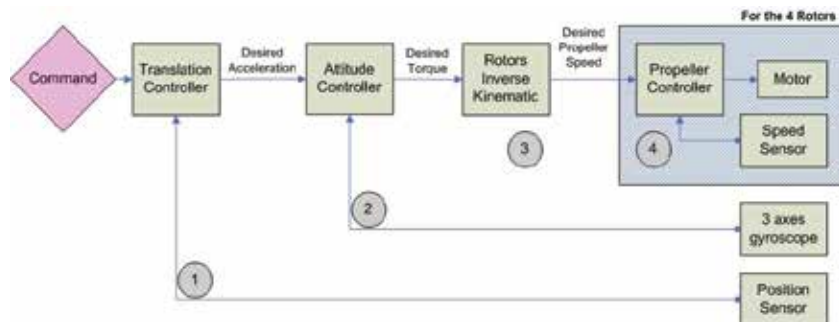 For the 4 Rotors
Command
Translation
Controller
Desired
Acceleration
Attitude
Controller
Desired
Torque
Rotors
Inverse
Kinematic
Desired
Propeller
Speed
Propeller
Controller
Motor
Speed
Sensor
3
4
2
3 axes
gyroscope
1
Position
Sensor